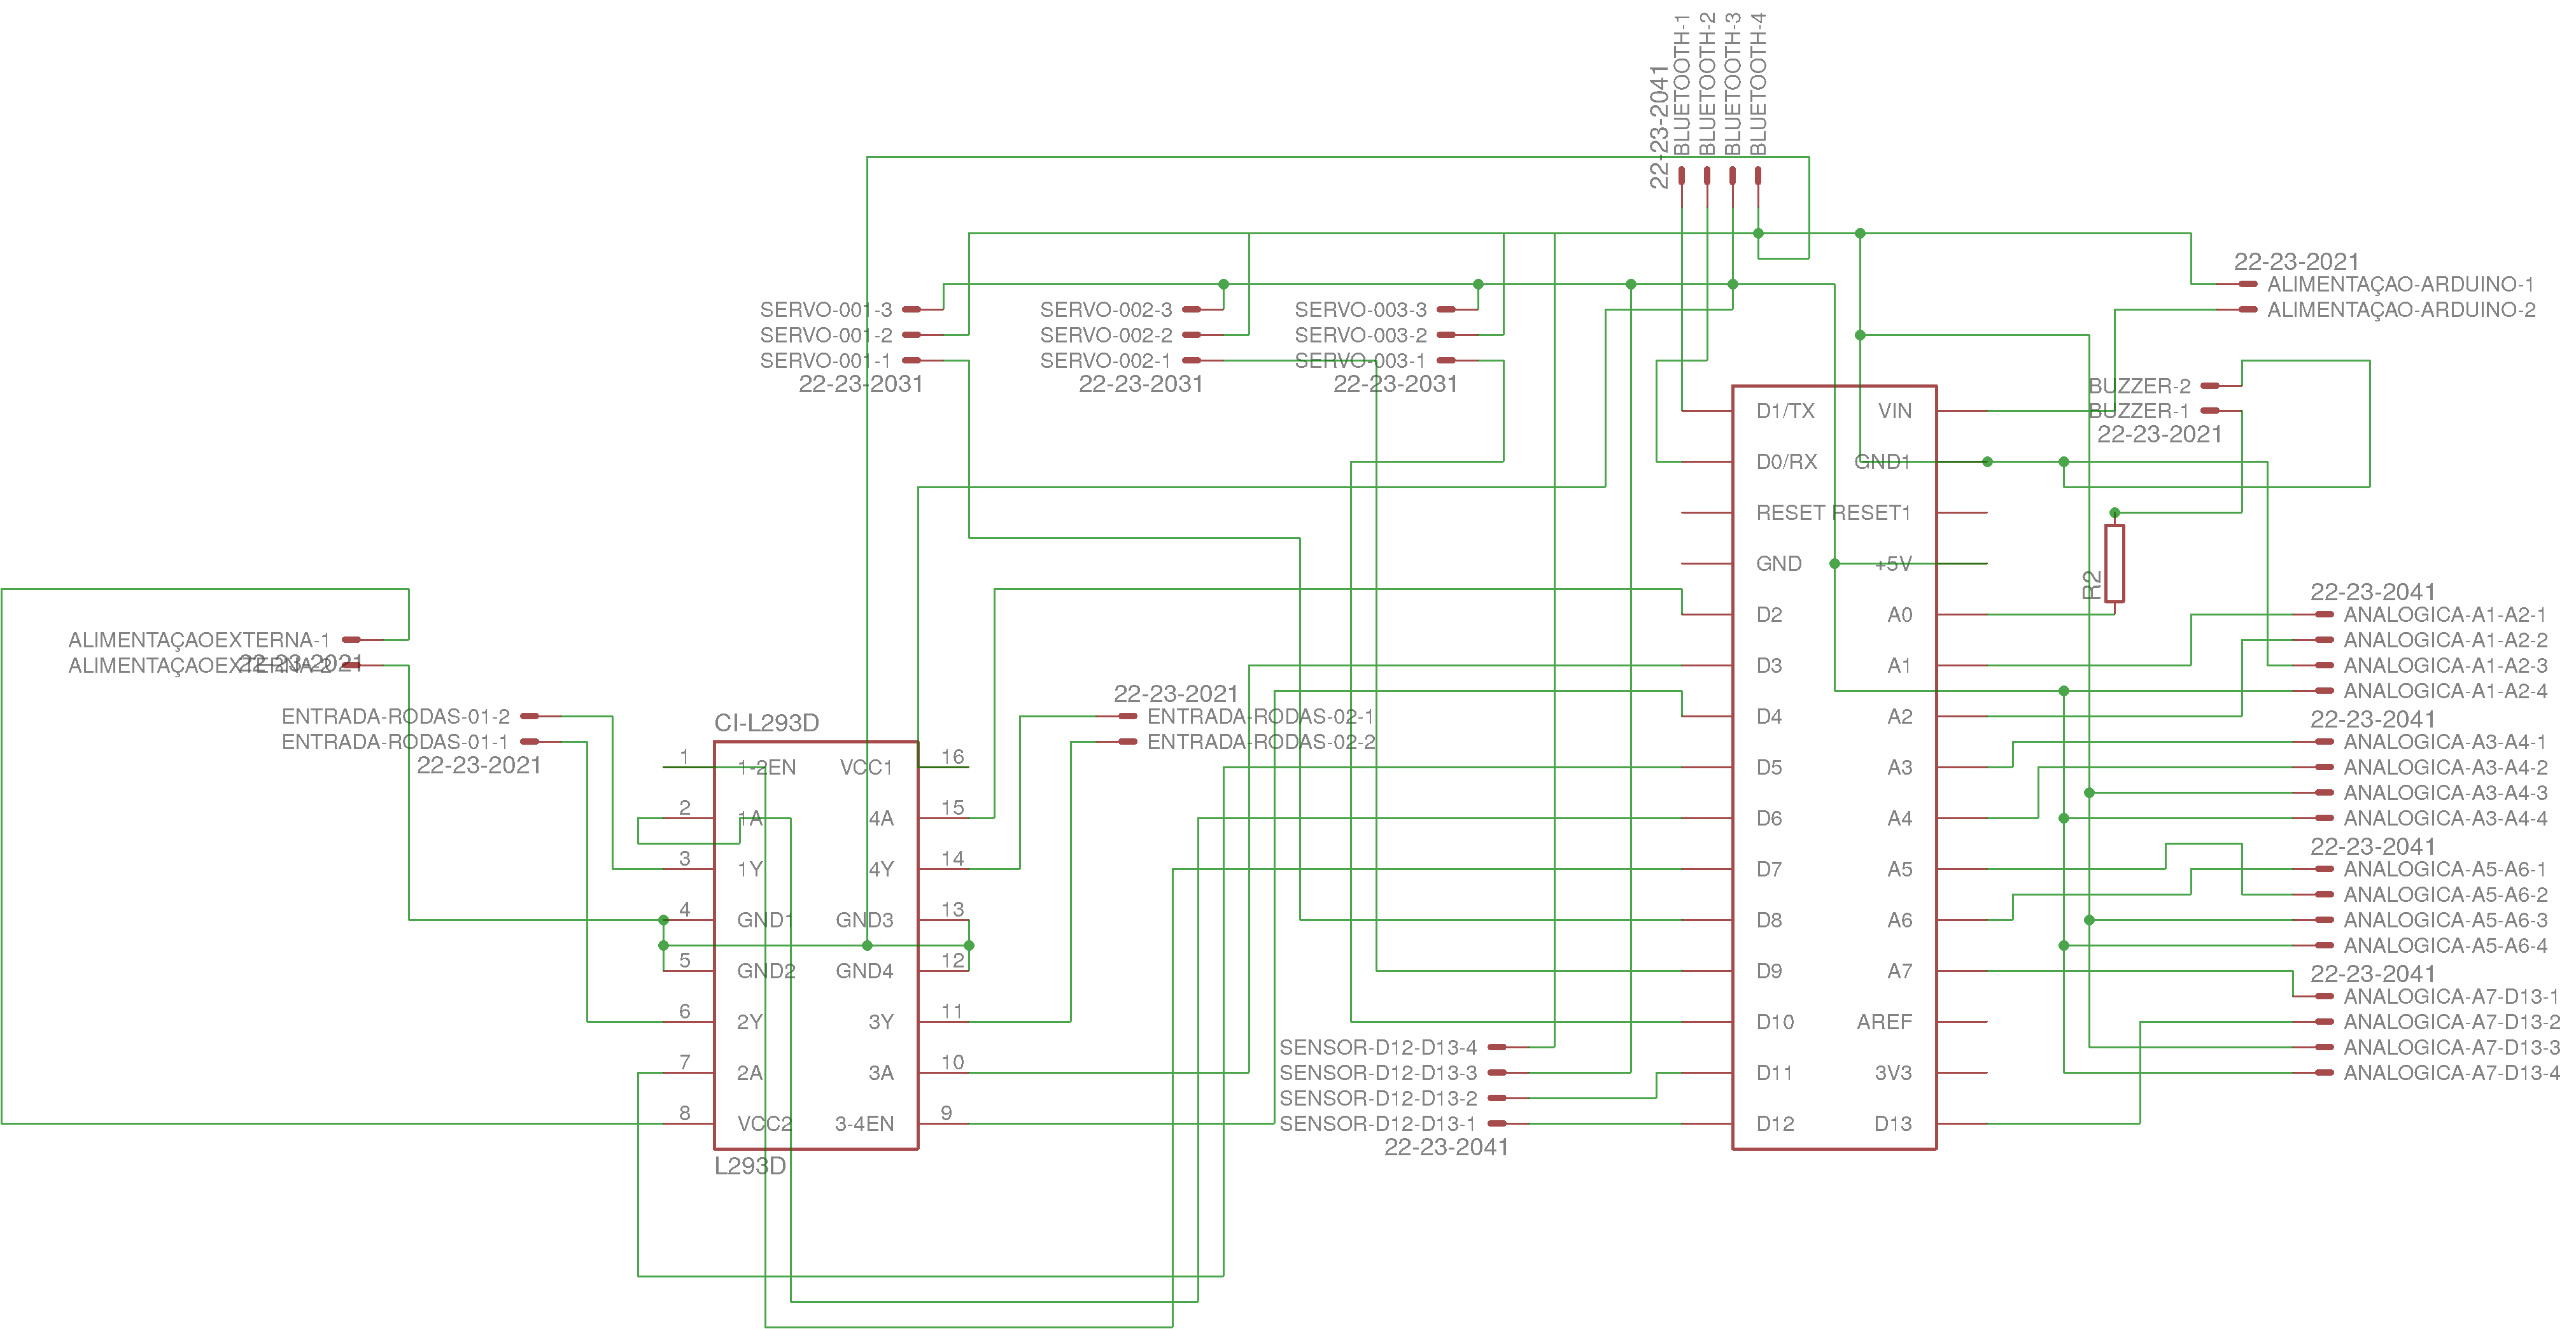 22-23-2041
BLUETOOTH-1
BLUETOOTH-2
BLUETOOTH-3
BLUETOOTH-4
22-23-2021
ALIMENTAÇAO-ARDUINO-1
ALIMENTAÇAO-ARDUINO-2
SERVO-001-3
SERVO-001-2
SERVO-001-1
22-23-2031
SERVO-002-3
SERVO-002-2
SERVO-002-1
22-23-2031
SERVO-003-3
SERVO-003-2
SERVO-003-1
22-23-2031
BUZZER-2
BUZZER-1
22-23-2021
D1/TX
D0/RX
RESET
GND
D2
D3
D4
D5
D6
D7
D8
D9
D10
D11
D12
VIN
GND1
RESET1
+5V
A0
A1
A2
A3
A4
A5
A6
A7
AREF
3V3
D13
R2
ALIMENTAÇAOEXTERNA-1
ALIMENTAÇAOEXTERNA-2
22-23-2021
ENTRADA-RODAS-01-2
ENTRADA-RODAS-01-1
22-23-2021
22-23-2021
ENTRADA-RODAS-02-1
ENTRADA-RODAS-02-2
CI-L293D
1 1-2EN VCC1 16
2 1A 4A 15
3 1Y 4Y 14
4 GND1 GND3 13
5 GND2 GND4 12
6 2Y 3Y 11
7 2A 3A 10
8 VCC2 3-4EN 9
L293D
SENSOR-D12-D13-4
SENSOR-D12-D13-3
SENSOR-D12-D13-2
SENSOR-D12-D13-1
22-23-2041
22-23-2041
ANALOGICA-A1-A2-1
ANALOGICA-A1-A2-2
ANALOGICA-A1-A2-3
ANALOGICA-A1-A2-4
22-23-2041
ANALOGICA-A3-A4-1
ANALOGICA-A3-A4-2
ANALOGICA-A3-A4-3
ANALOGICA-A3-A4-4
22-23-2041
ANALOGICA-A5-A6-1
ANALOGICA-A5-A6-2
ANALOGICA-A5-A6-3
ANALOGICA-A5-A6-4
22-23-2041
ANALOGICA-A7-D13-1
ANALOGICA-A7-D13-2
ANALOGICA-A7-D13-3
ANALOGICA-A7-D13-4